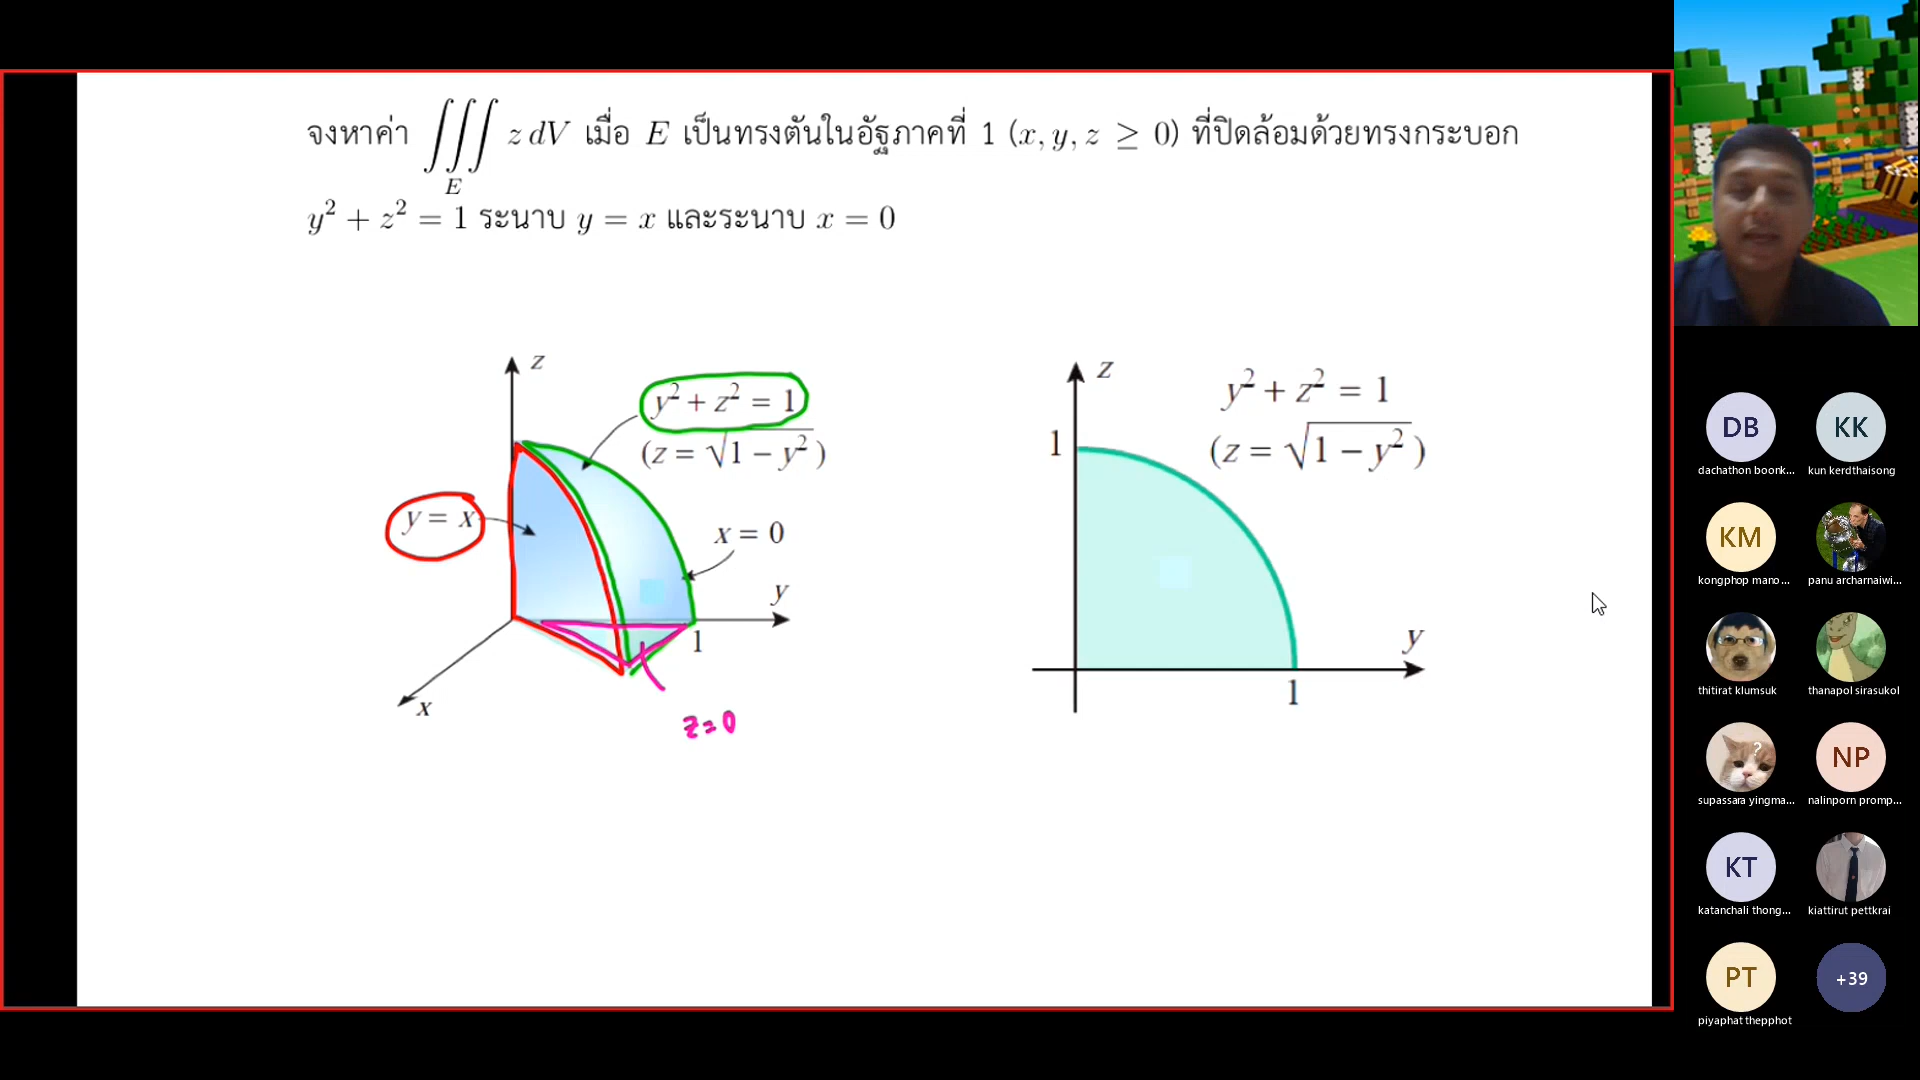 จงหาค่า ∭_E z dV เมื่อ E เป็นทรงตันในอัฐภาคที่ 1 (x, y, z ≥ 0) ที่ปิดล้อมด้วยทรงกระบอก
y² + z² = 1 ระนาบ y = x และระนาบ x = 0
z
y² + z² = 1
(z = √(1 − y²))
y = x
x = 0
y
1
x
z=0
z
y² + z² = 1
(z = √(1 − y²))
1
y
1
DB
KK
dachathon boonk...
kun kerdthaisong
KM
kongphop mano...
panu archarnaiwi...
thitirat klumsuk
thanapol sirasukol
?
NP
supassara yingma...
nalinporn promp...
KT
katanchali thong...
kiattirut pettkrai
PT
+39
piyaphat thepphot